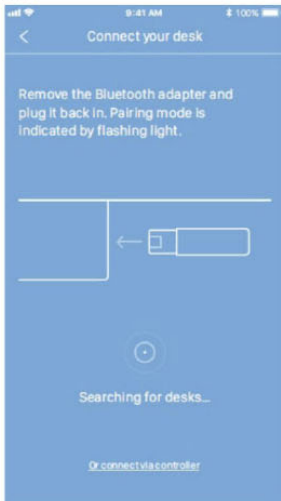 9:41 AM 100%
Connect your desk
Remove the Bluetooth adapter and
plug it back in. Pairing mode is
indicated by flashing light.
Searching for desks...
Or connect via controller